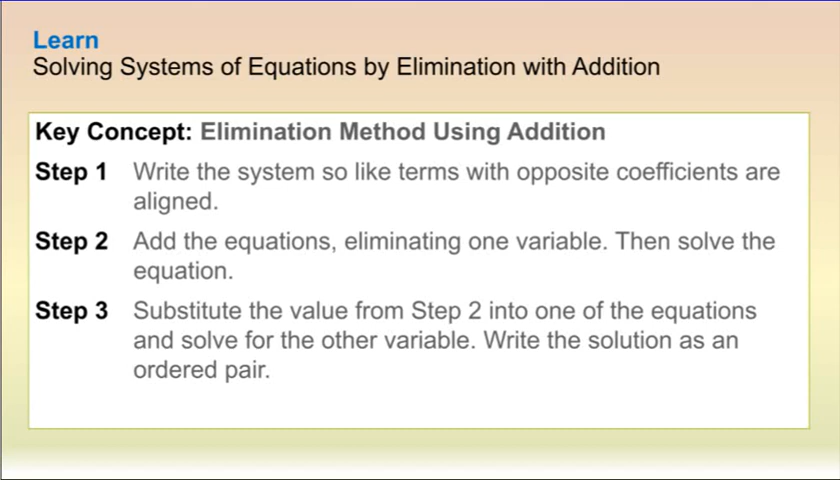 Learn
Solving Systems of Equations by Elimination with Addition
Key Concept: Elimination Method Using Addition
Step 1 Write the system so like terms with opposite coefficients are
aligned.
Step 2 Add the equations, eliminating one variable. Then solve the
equation.
Step 3 Substitute the value from Step 2 into one of the equations
and solve for the other variable. Write the solution as an
ordered pair.